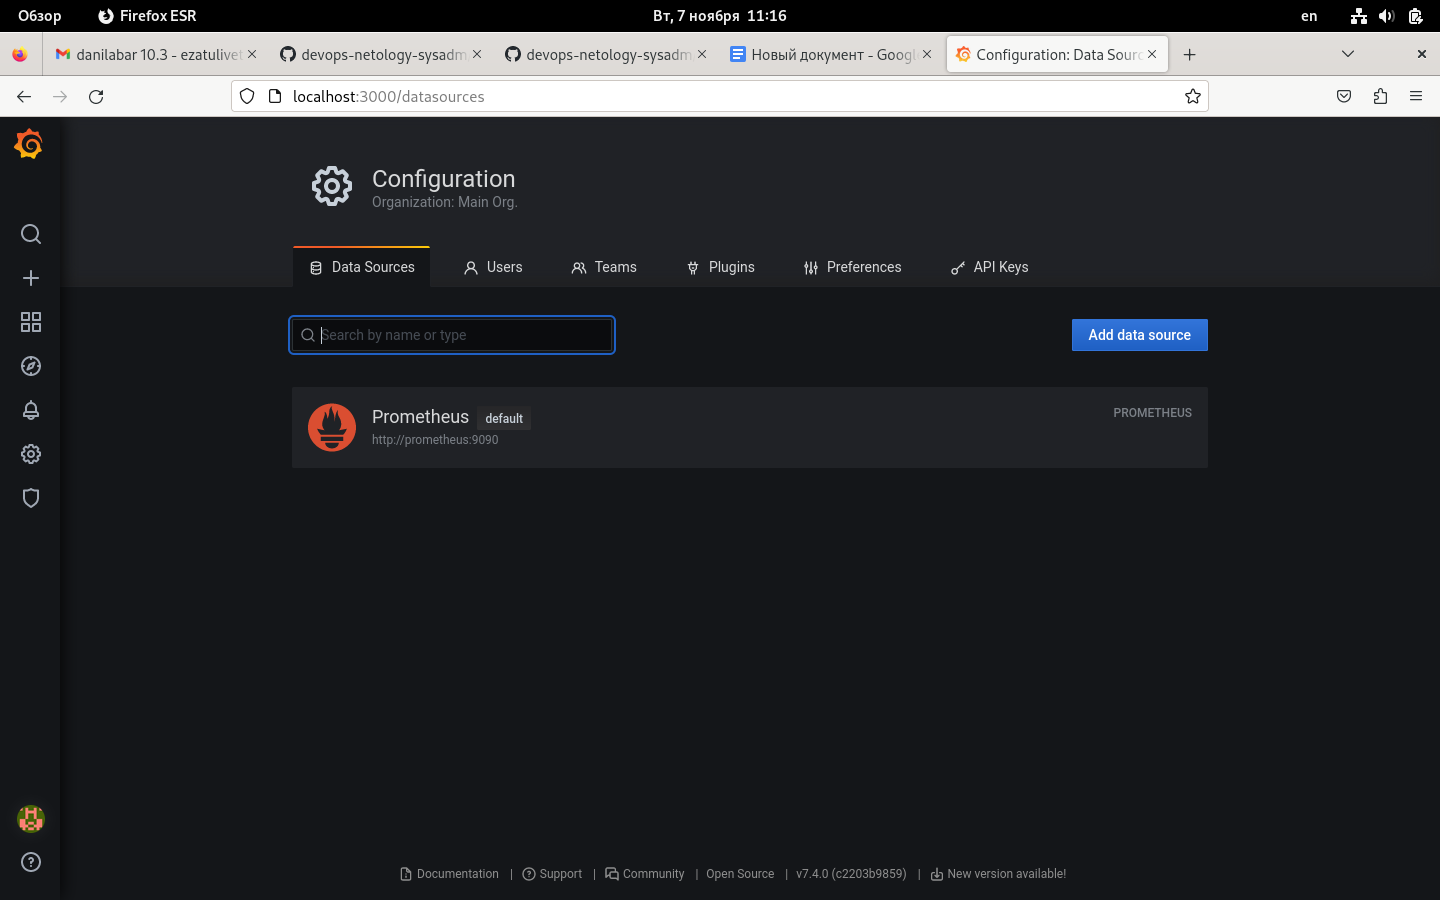 Обзор Firefox ESR Вт, 7 ноября 11:16 en
danilabar 10.3 - ezatulivet devops-netology-sysadm devops-netology-sysadm Новый документ - Googl Configuration: Data Sourc
localhost:3000/datasources
Configuration
Organization: Main Org.
Data Sources Users Teams Plugins Preferences API Keys
Search by name or type Add data source
Prometheus default PROMETHEUS
http://prometheus:9090
Documentation | Support | Community | Open Source | v7.4.0 (c2203b9859) | New version available!